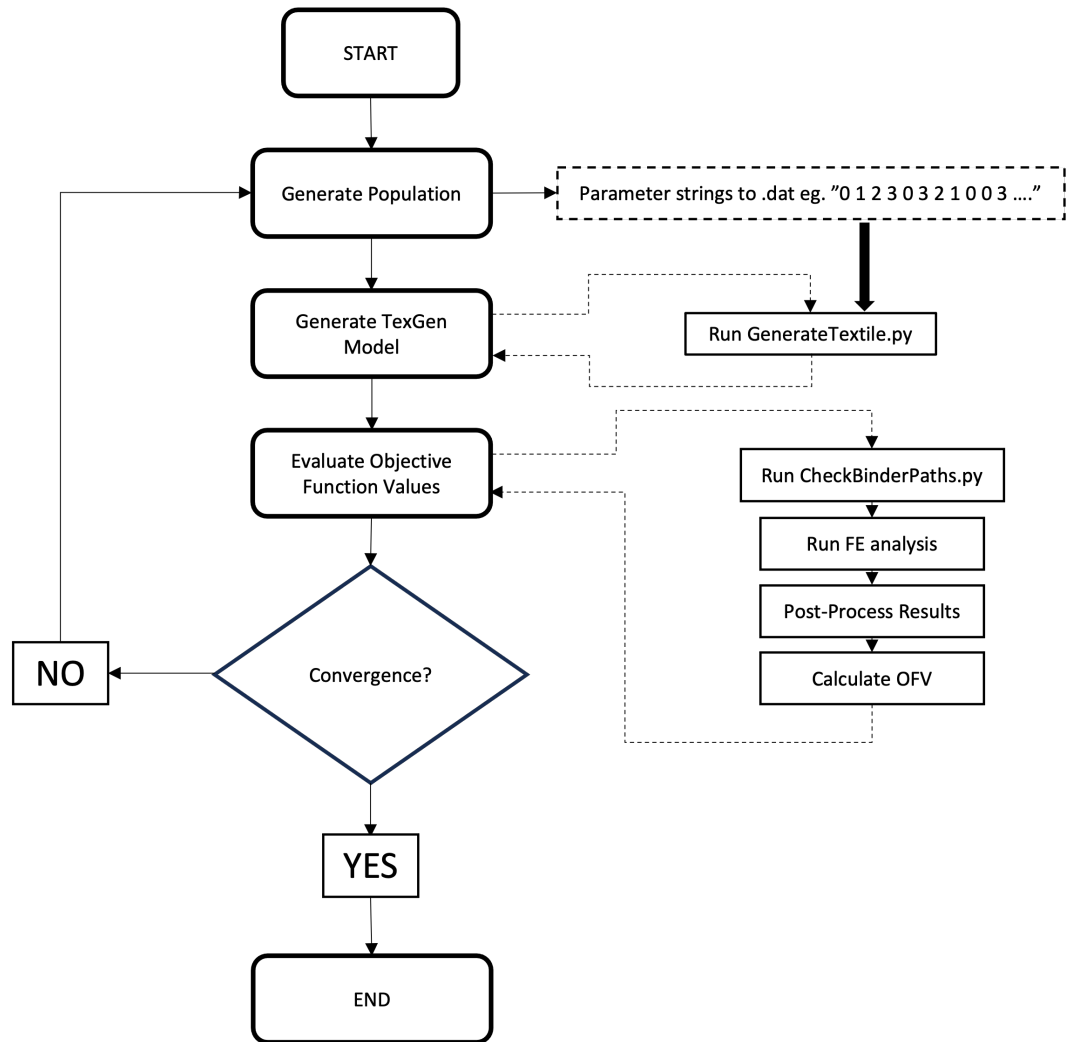 START
Generate Population
Parameter strings to .dat eg. ”0 1 2 3 0 3 2 1 0 0 3 ....”
Generate TexGen
Model
Run GenerateTextile.py
Evaluate Objective
Function Values
Run CheckBinderPaths.py
Run FE analysis
Post-Process Results
Calculate OFV
Convergence?
NO
YES
END